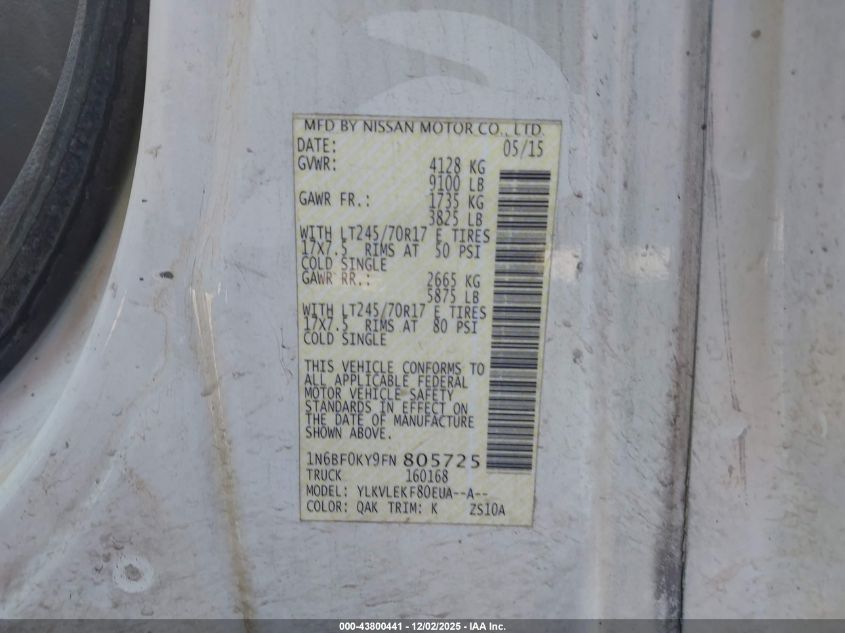 MFD BY NISSAN MOTOR CO., LTD.
DATE: 05/15
GVWR: 4128 KG
9100 LB
GAWR FR.: 1735 KG
3825 LB
WITH LT245/70R17 E TIRES
17X7.5 RIMS AT 50 PSI
COLD SINGLE
GAWR RR.: 2665 KG
5875 LB
WITH LT245/70R17 E TIRES
17X7.5 RIMS AT 80 PSI
COLD SINGLE
THIS VEHICLE CONFORMS TO
ALL APPLICABLE FEDERAL
MOTOR VEHICLE SAFETY
STANDARDS IN EFFECT ON
THE DATE OF MANUFACTURE
SHOWN ABOVE.
1N6BF0KY9FN 805725
TRUCK 160168
MODEL: YLKVLEKF80EUA--A--
COLOR: QAK TRIM: K ZS10A
000-43800441 - 12/02/2025 - IAA Inc.